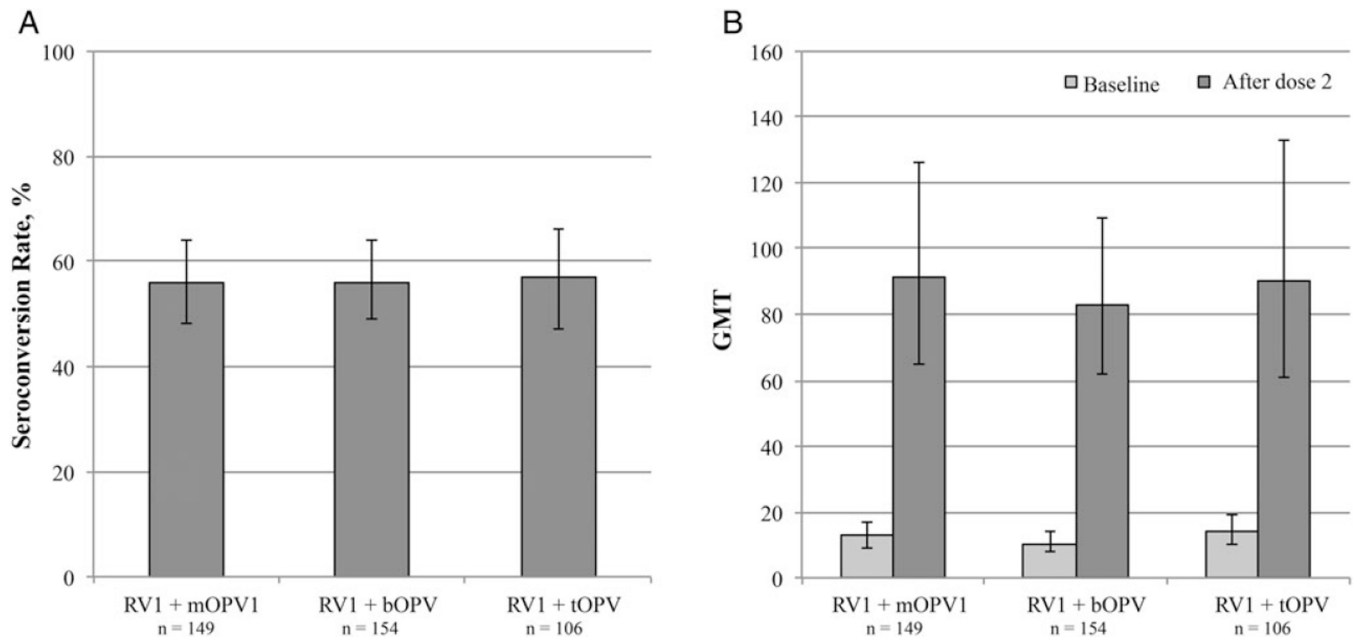 A
Seroconversion Rate, %
100
80
60
40
20
0
RV1 + mOPV1
n = 149
RV1 + bOPV
n = 154
RV1 + tOPV
n = 106
B
GMT
160
140
120
100
80
60
40
20
0
Baseline
After dose 2
RV1 + mOPV1
n = 149
RV1 + bOPV
n = 154
RV1 + tOPV
n = 106